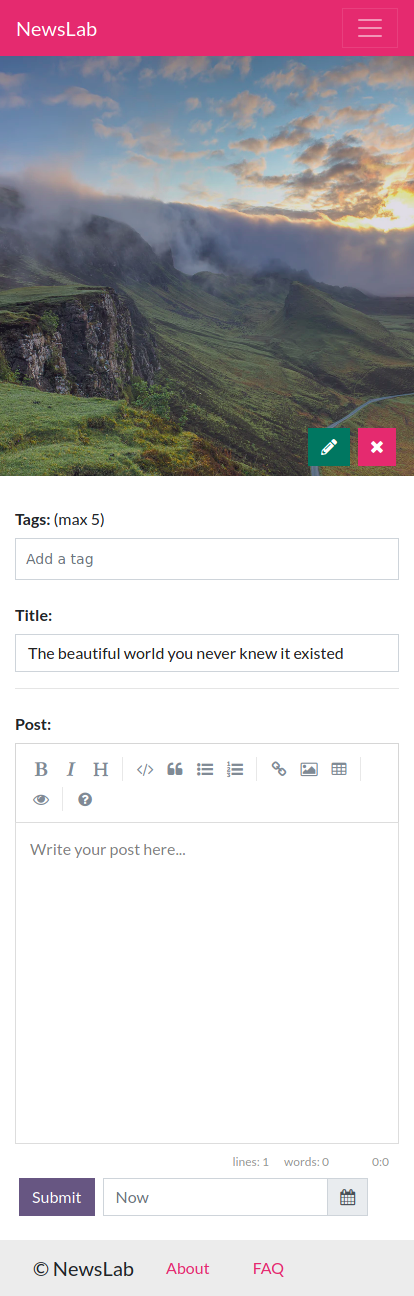 NewsLab
Tags: (max 5)
Add a tag
Title:
The beautiful world you never knew it existed
Post:
B I H
Write your post here...
lines: 1 words: 0 0:0
Submit Now
© NewsLab About FAQ